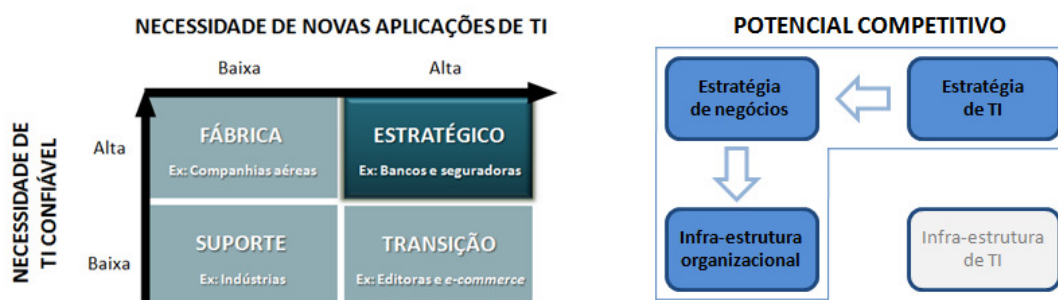 NECESSIDADE DE NOVAS APLICAÇÕES DE TI
Baixa
Alta
NECESSIDADE DE
TI CONFIÁVEL
Alta
Baixa
FÁBRICA
Ex: Companhias aéreas
ESTRATÉGICO
Ex: Bancos e seguradoras
SUPORTE
Ex: Indústrias
TRANSIÇÃO
Ex: Editoras e e-commerce
POTENCIAL COMPETITIVO
Estratégia
de negócios
Estratégia
de TI
Infra-estrutura
organizacional
Infra-estrutura
de TI